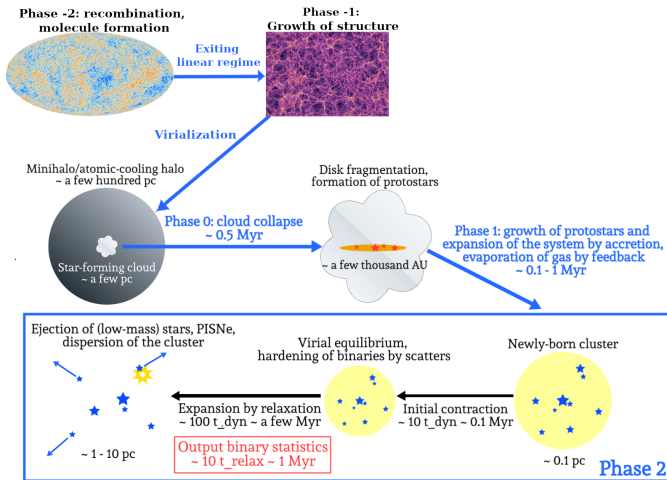 Phase -2: recombination,
molecule formation
Phase -1:
Growth of structure
Exiting
linear regime
Virialization
Minihalo/atomic-cooling halo
~ a few hundred pc
Star-forming cloud
~ a few pc
Phase 0: cloud collapse
~ 0.5 Myr
Disk fragmentation,
formation of protostars
~ a few thousand AU
Phase 1: growth of protostars and
expansion of the system by accretion,
evaporation of gas by feedback
~ 0.1 - 1 Myr
Ejection of (low-mass) stars, PISNe,
dispersion of the cluster
~ 1 - 10 pc
Expansion by relaxation
~ 100 t_dyn ~ a few Myr
Output binary statistics
~ 10 t_relax ~ 1 Myr
Virial equilibrium,
hardening of binaries by scatters
Initial contraction
~ 10 t_dyn ~ 0.1 Myr
Newly-born cluster
~ 0.1 pc
Phase 2